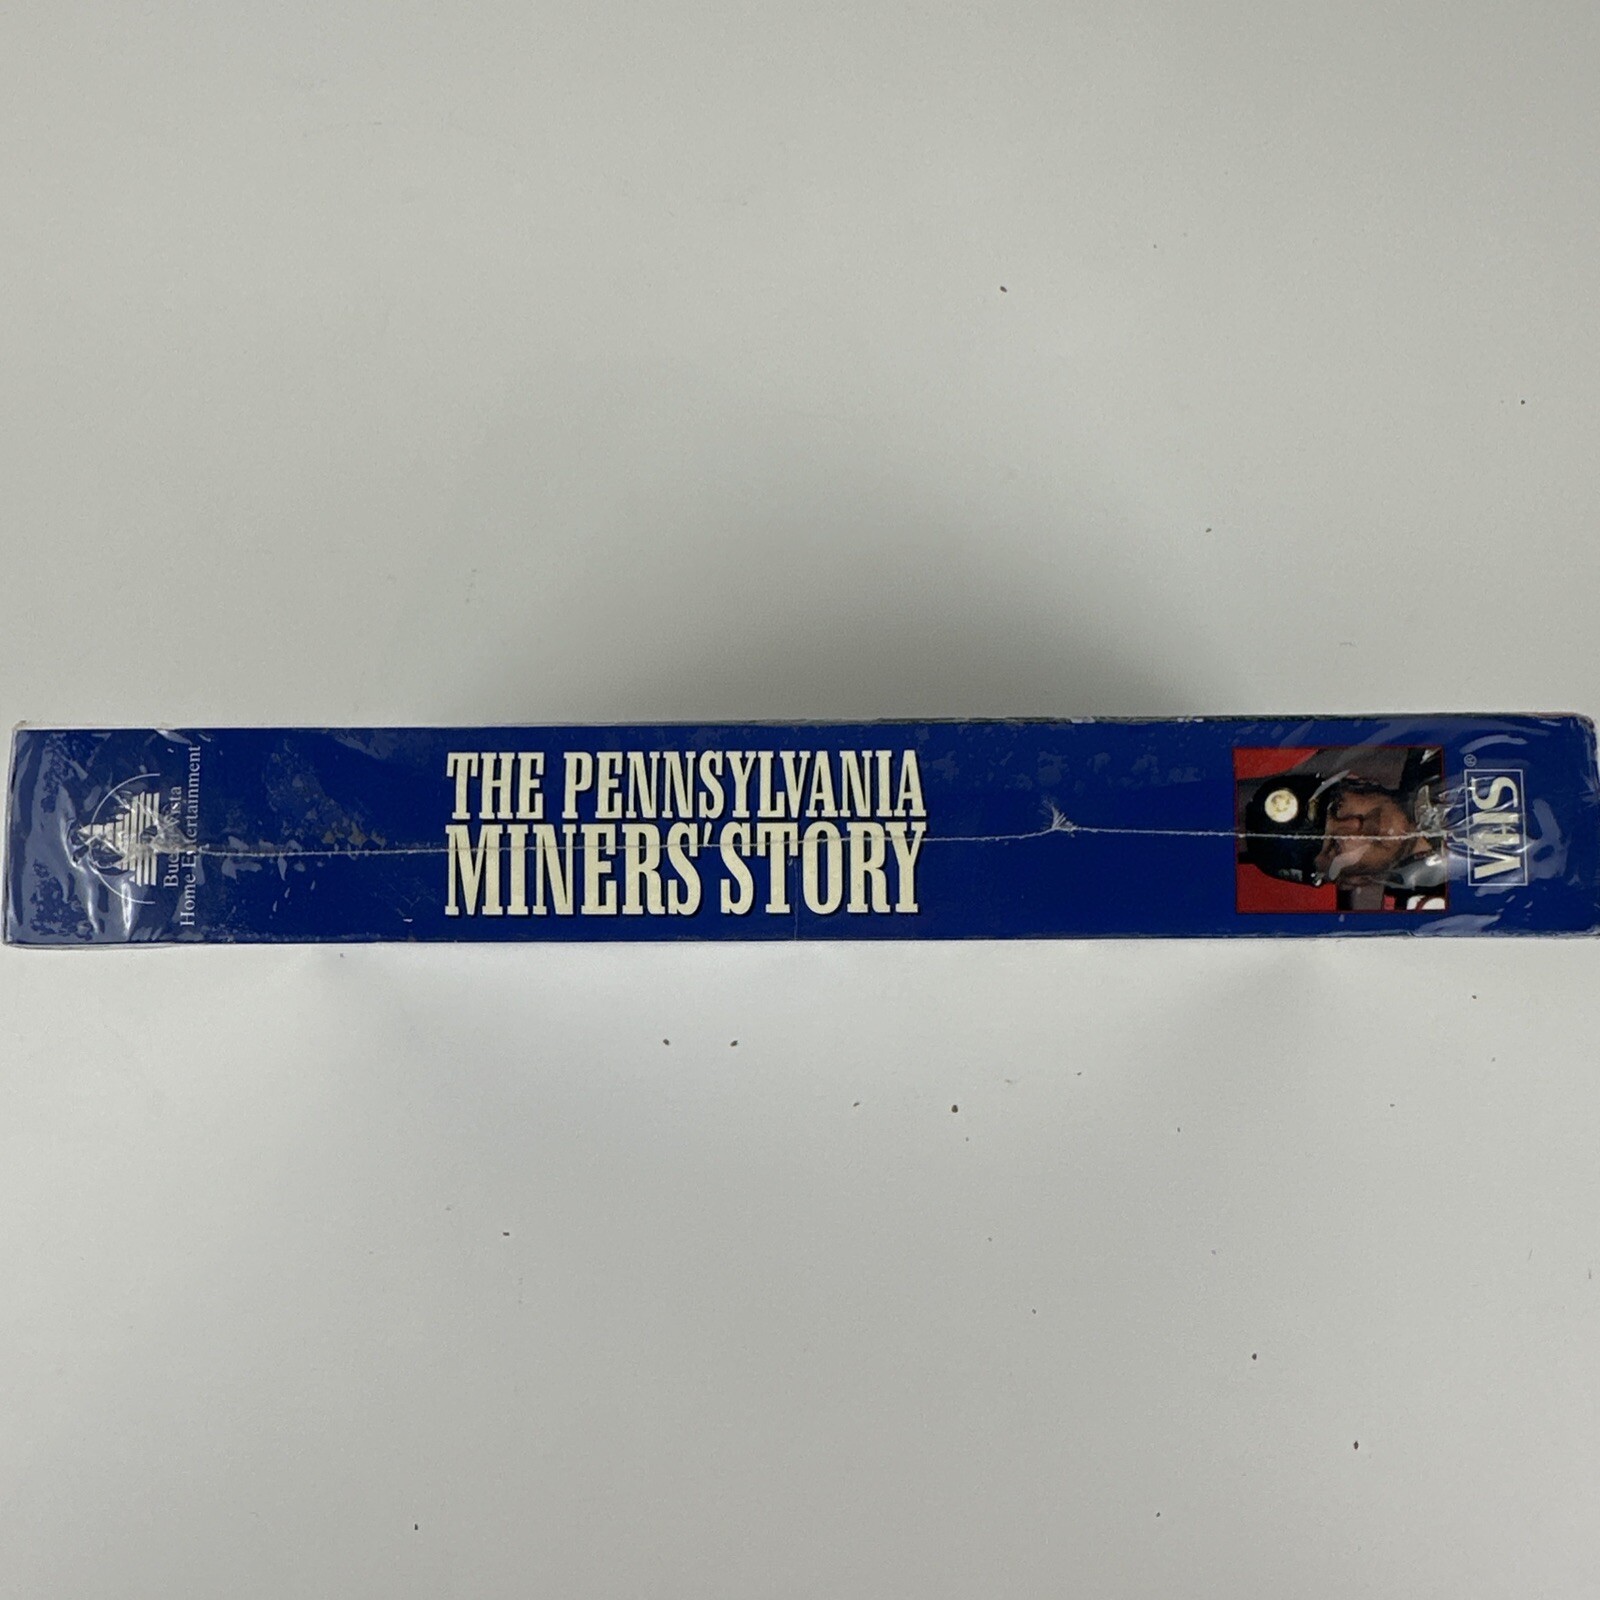 Buena Vista
Home Entertainment
THE PENNSYLVANIA
MINERS' STORY
VHS®